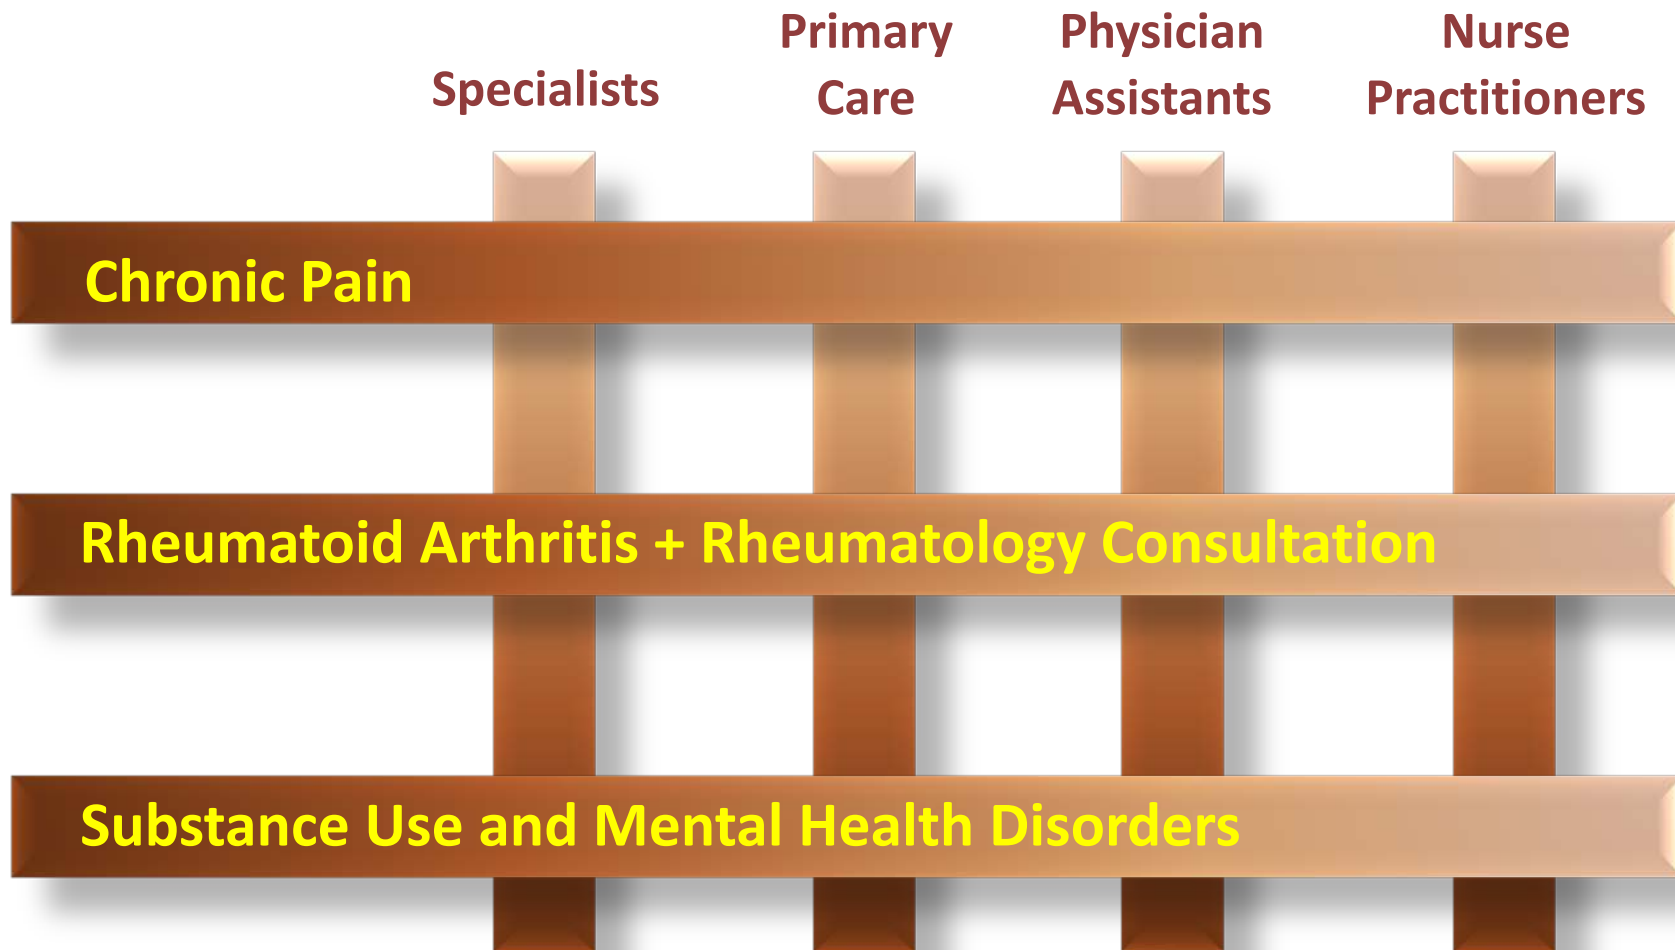 Specialists
Primary
Care
Physician
Assistants
Nurse
Practitioners
Chronic Pain
Rheumatoid Arthritis + Rheumatology Consultation
Substance Use and Mental Health Disorders